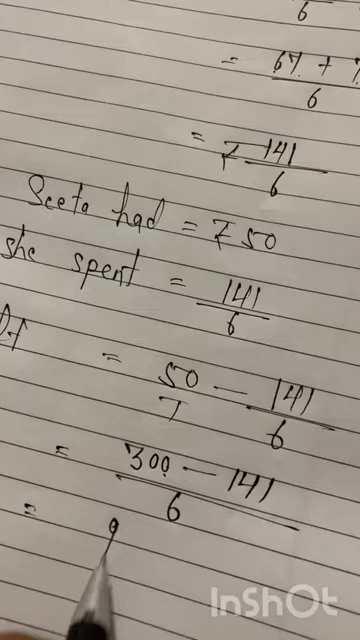 6
= 67 + 7
6
= ₹ 141
6
Seeta had = ₹ 50
she spent = 141
6
= 50 - 141
1 6
= 300 - 141
6
=
InShOt